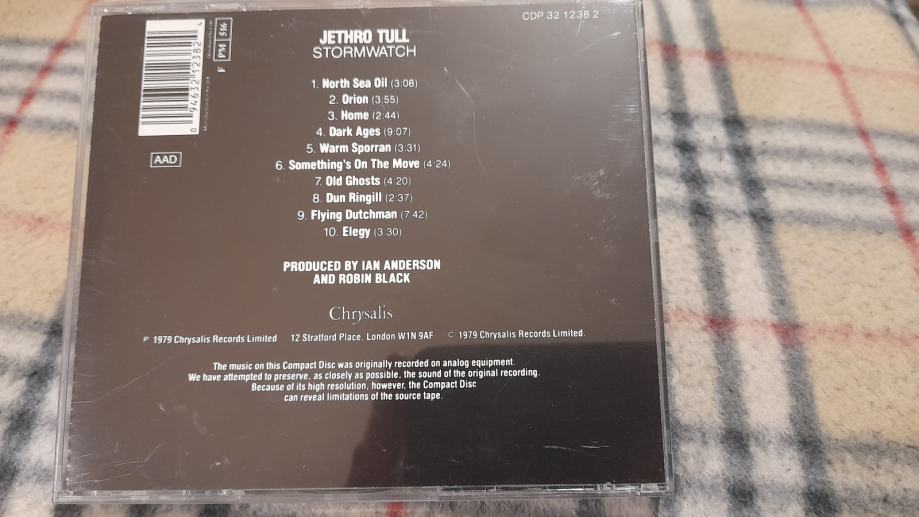 CDP 32 1238 2
JETHRO TULL
STORMWATCH
1. North Sea Oil (3:08)
2. Orion (3:55)
3. Home (2:44)
4. Dark Ages (9:07)
5. Warm Sporran (3:31)
6. Something's On The Move (4:24)
7. Old Ghosts (4:20)
8. Dun Ringill (2:37)
9. Flying Dutchman (7:42)
10. Elegy (3:30)
PRODUCED BY IAN ANDERSON
AND ROBIN BLACK
Chrysalis
℗ 1979 Chrysalis Records Limited 12 Stratford Place, London W1N 9AF © 1979 Chrysalis Records Limited.
The music on this Compact Disc was originally recorded on analog equipment.
We have attempted to preserve, as closely as possible, the sound of the original recording.
Because of its high resolution, however, the Compact Disc
can reveal limitations of the source tape.
AAD
0 94632 12382 4
F PM 516